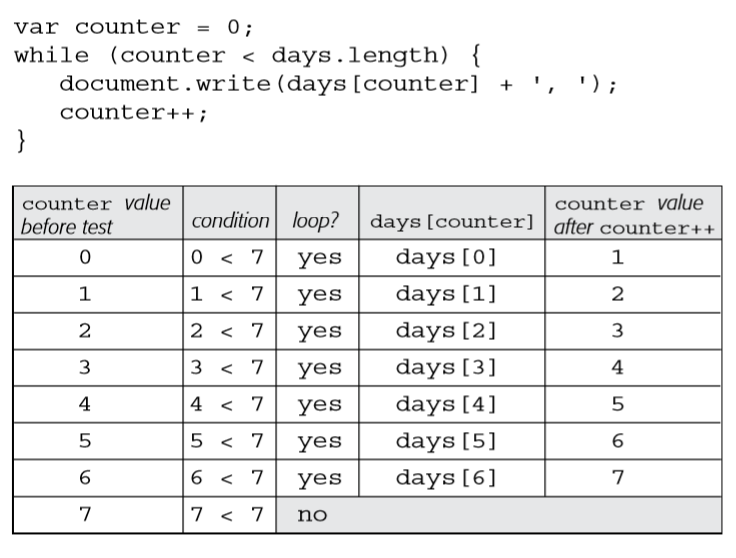 var counter = 0;
while (counter < days.length) {
   document.write(days[counter] + ', ');
   counter++;
}
counter value before test | condition | loop? | days[counter] | counter value after counter++
0 | 0 < 7 | yes | days[0] | 1
1 | 1 < 7 | yes | days[1] | 2
2 | 2 < 7 | yes | days[2] | 3
3 | 3 < 7 | yes | days[3] | 4
4 | 4 < 7 | yes | days[4] | 5
5 | 5 < 7 | yes | days[5] | 6
6 | 6 < 7 | yes | days[6] | 7
7 | 7 < 7 | no